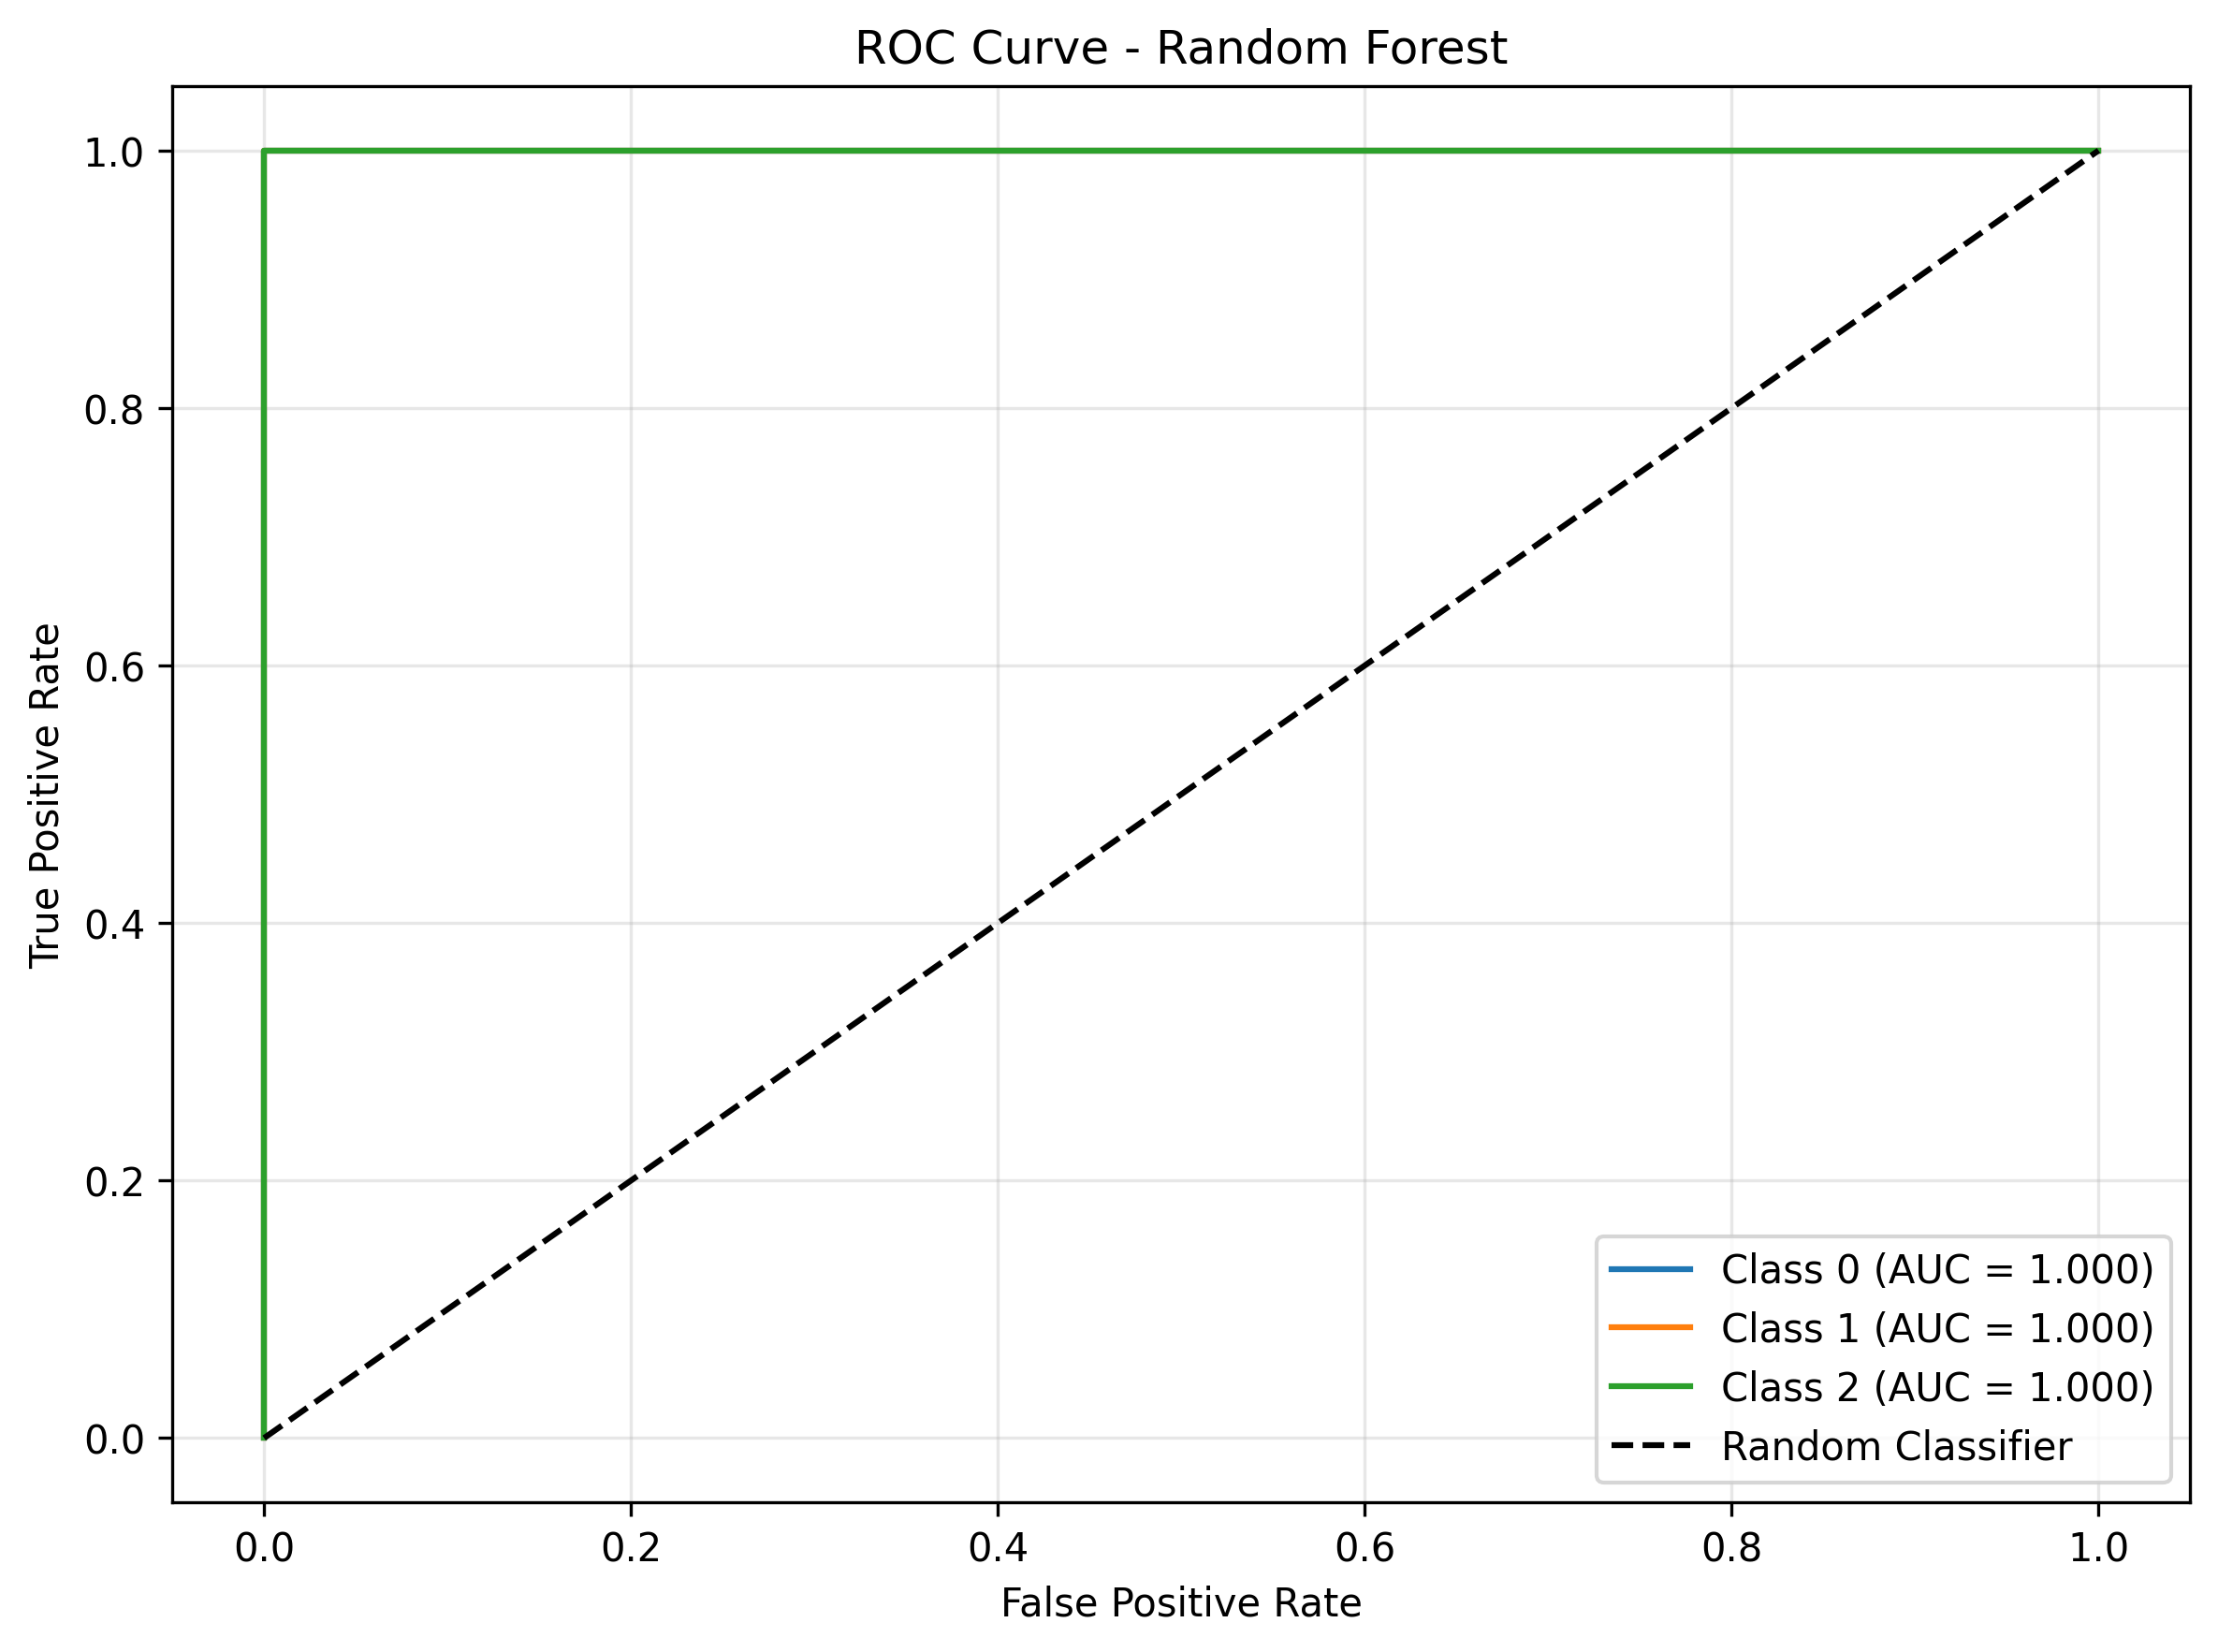 ROC Curve - Random Forest
True Positive Rate
1.0
0.8
0.6
0.4
0.2
0.0
0.0 0.2 0.4 0.6 0.8 1.0
False Positive Rate
Class 0 (AUC = 1.000)
Class 1 (AUC = 1.000)
Class 2 (AUC = 1.000)
Random Classifier